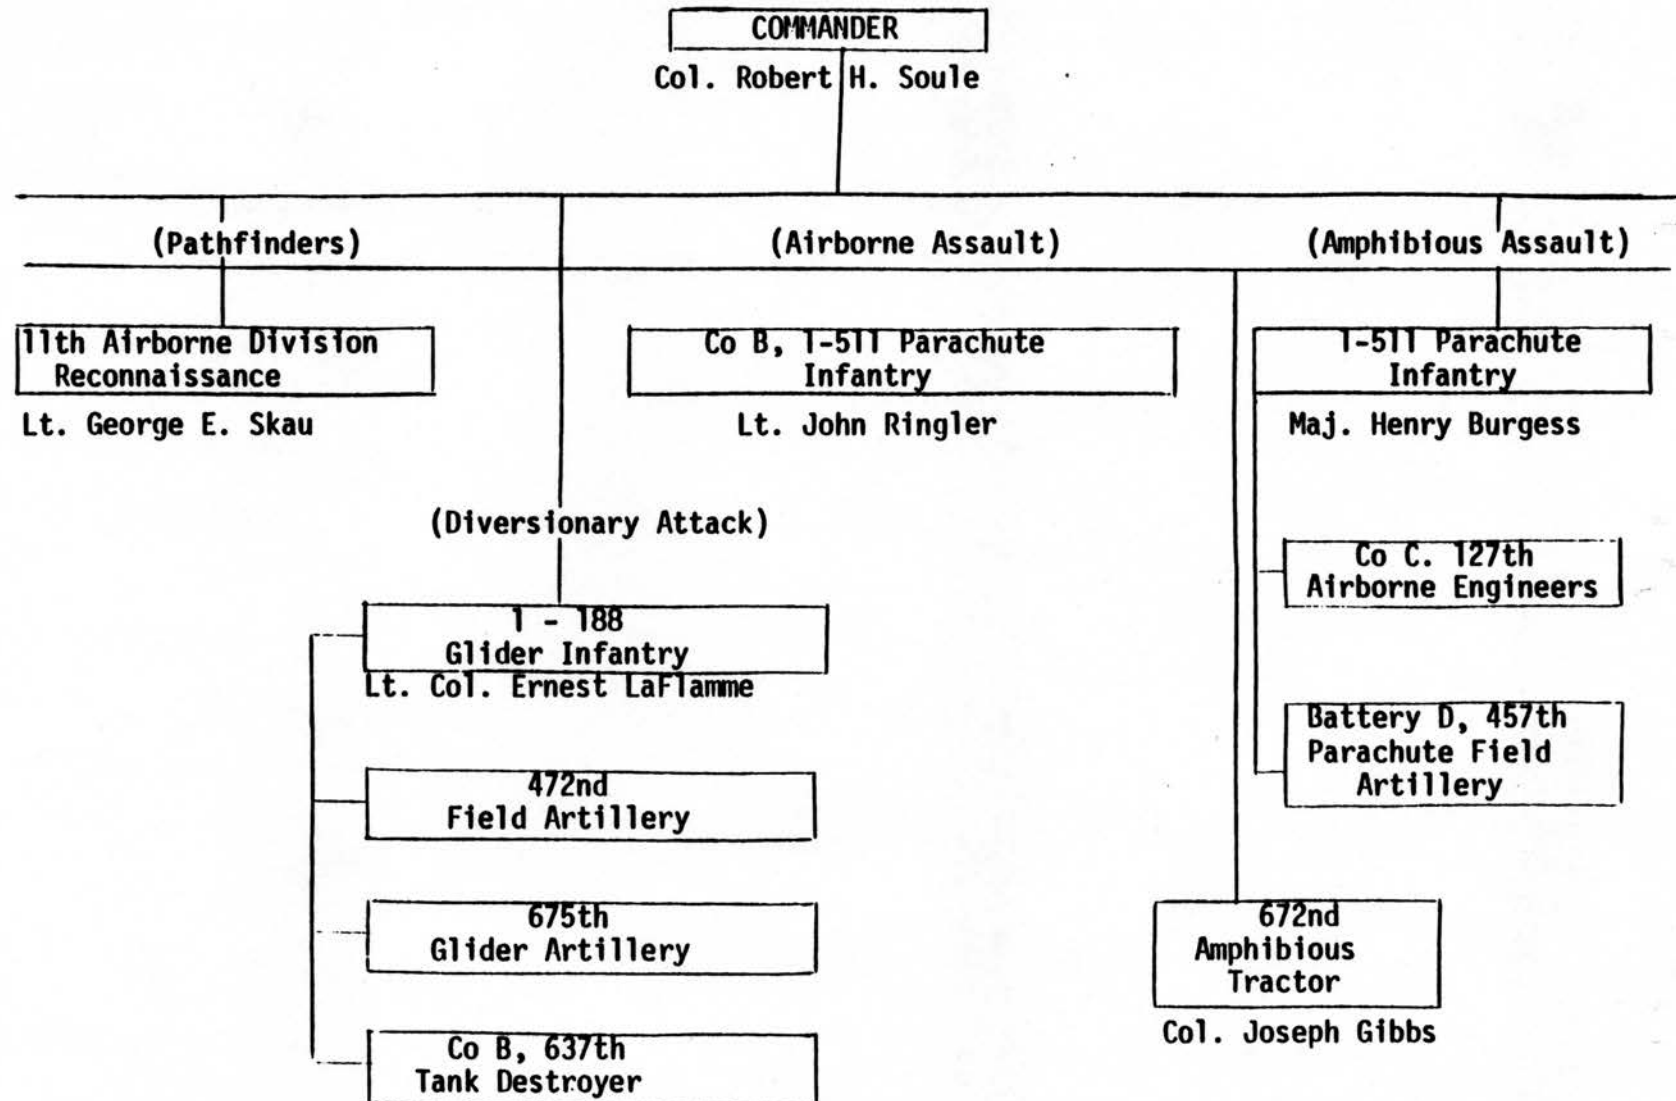 COMMANDER
Col. Robert H. Soule
(Pathfinders)
(Airborne Assault)
(Amphibious Assault)
11th Airborne Division
Reconnaissance
Lt. George E. Skau
Co B, 1-511 Parachute
Infantry
Lt. John Ringler
1-511 Parachute
Infantry
Maj. Henry Burgess
(Diversionary Attack)
1 - 188
Glider Infantry
Lt. Col. Ernest LaFlamme
472nd
Field Artillery
675th
Glider Artillery
Co B, 637th
Tank Destroyer
Co C. 127th
Airborne Engineers
Battery D, 457th
Parachute Field
Artillery
672nd
Amphibious
Tractor
Col. Joseph Gibbs